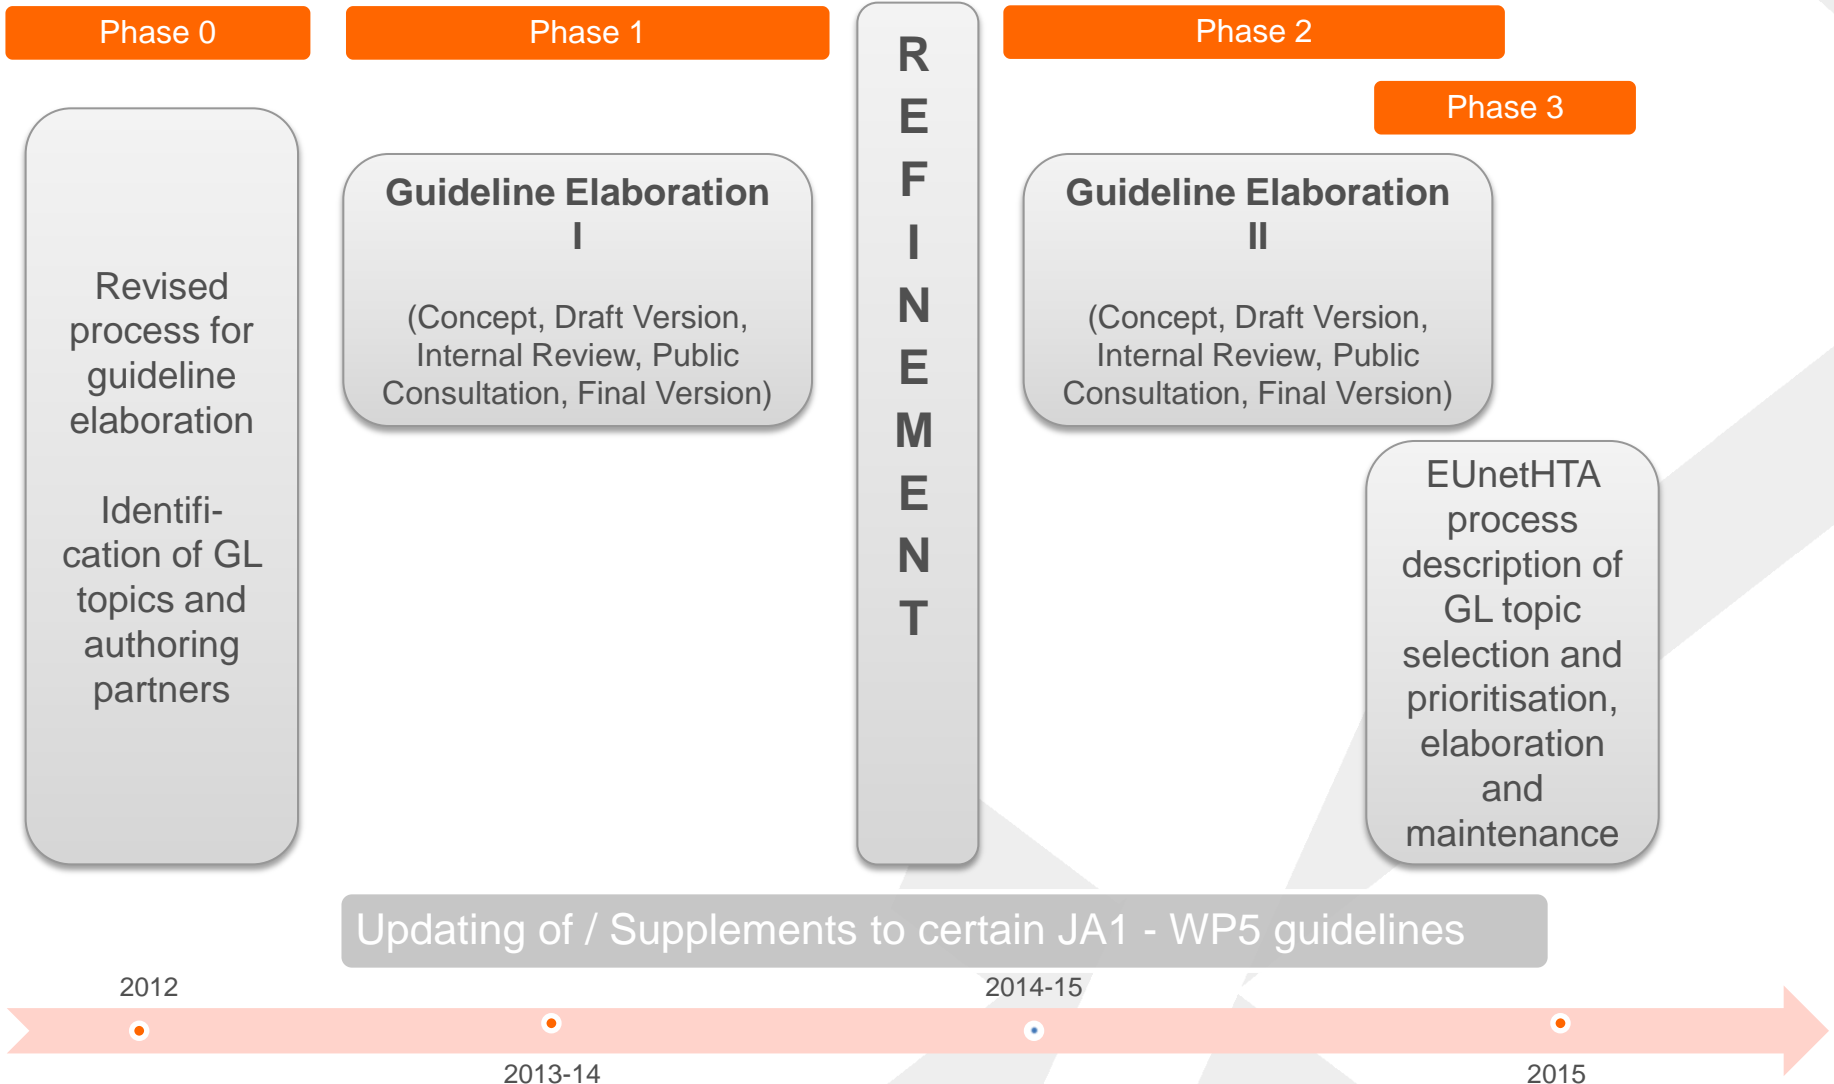 Phase 0
Revised
process for
guideline
elaboration
Identifi-
cation of GL
topics and
authoring
partners
Phase 1
Guideline Elaboration
I
(Concept, Draft Version,
Internal Review, Public
Consultation, Final Version)
R
E
F
I
N
E
M
E
N
T
Phase 2
Guideline Elaboration
II
(Concept, Draft Version,
Internal Review, Public
Consultation, Final Version)
Phase 3
EUnetHTA
process
description of
GL topic
selection and
prioritisation,
elaboration
and
maintenance
Updating of / Supplements to certain JA1 - WP5 guidelines
2012
2013-14
2014-15
2015